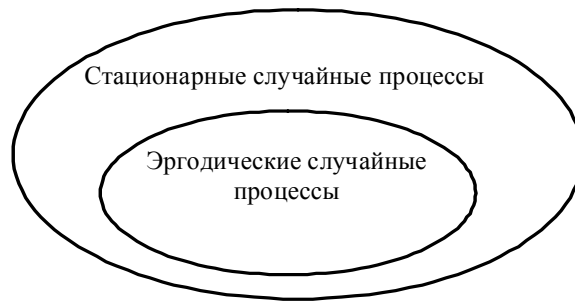 Стационарные случайные процессы
Эргодические случайные
процессы